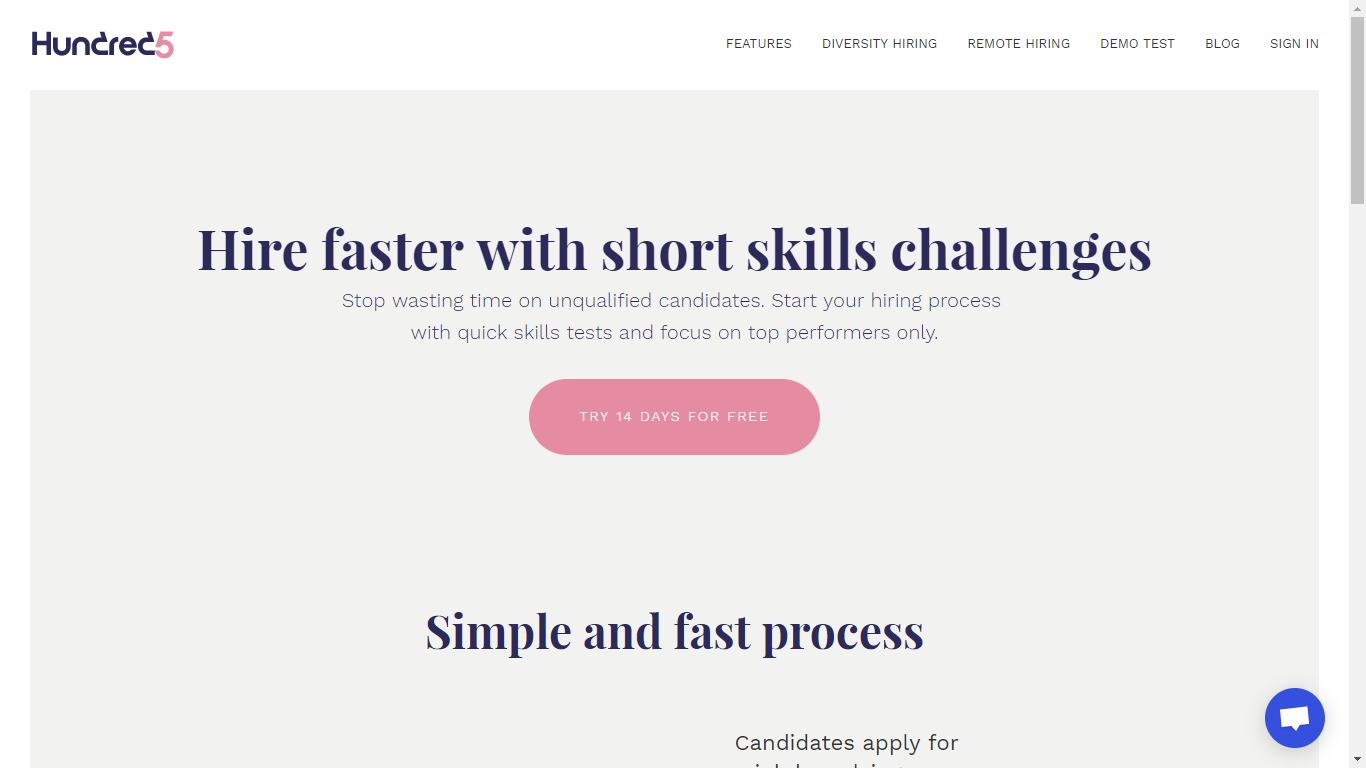 Hundred5
FEATURES
DIVERSITY HIRING
REMOTE HIRING
DEMO TEST
BLOG
SIGN IN
Hire faster with short skills challenges
Stop wasting time on unqualified candidates. Start your hiring process
with quick skills tests and focus on top performers only.
TRY 14 DAYS FOR FREE
Simple and fast process
Candidates apply for